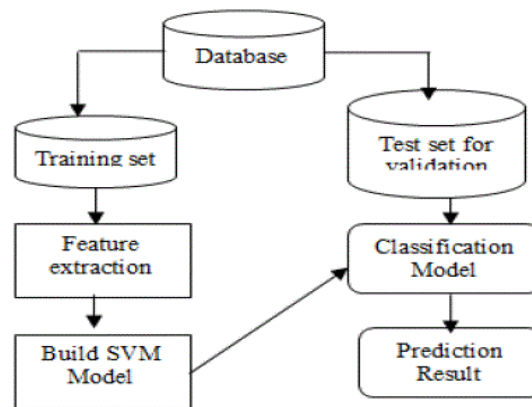 Database
Training set
Test set for
validation
Feature
extraction
Classification
Model
Build SVM
Model
Prediction
Result